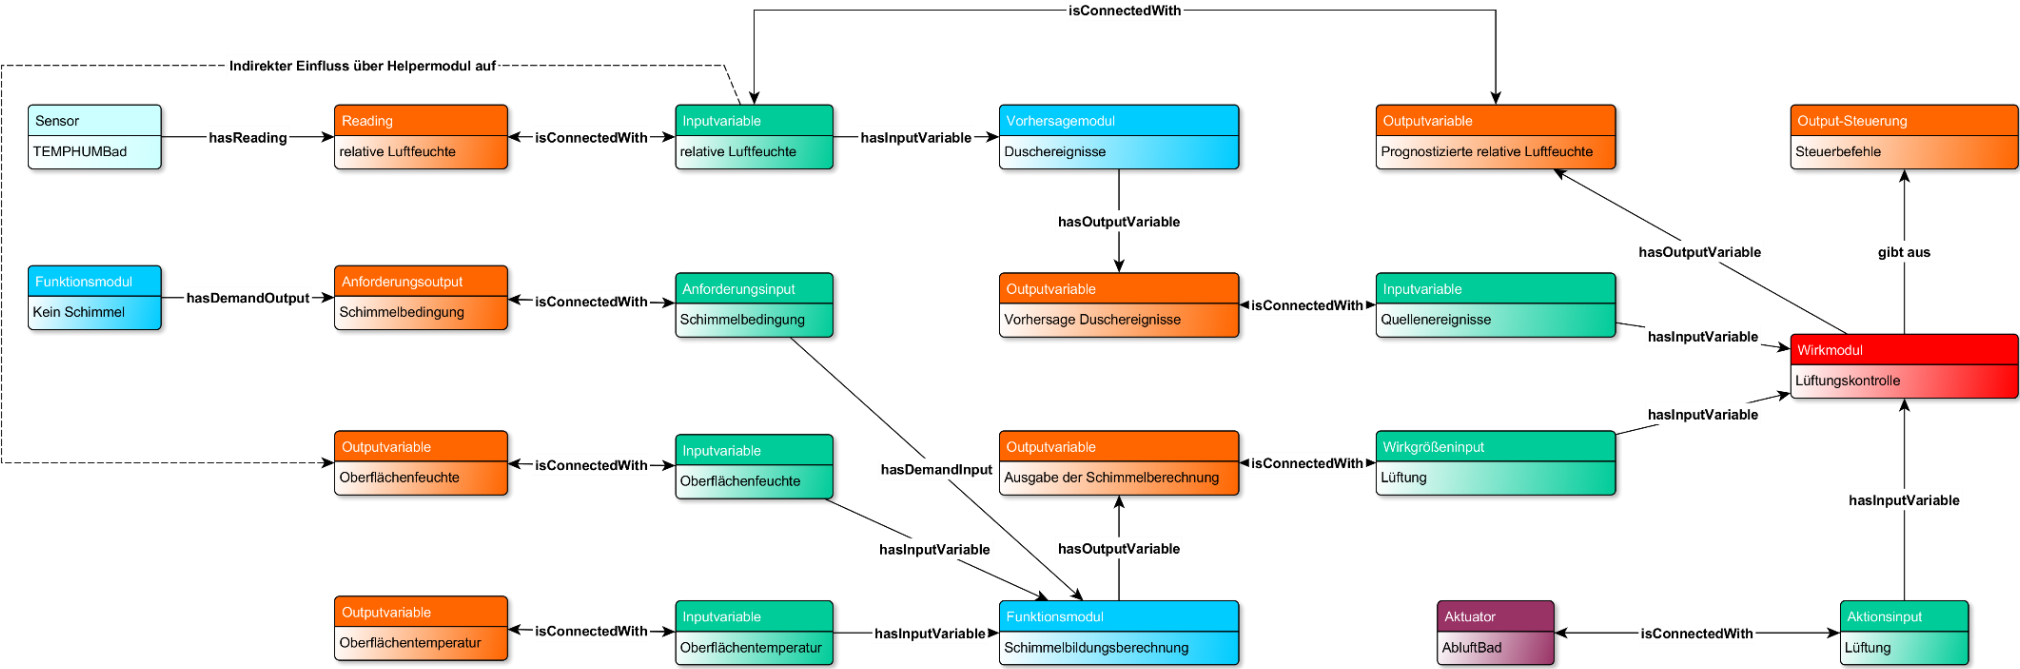 isConnectedWith
Indirekter Einfluss über Helpermodul auf
Sensor
TEMPHUMBad
hasReading
Reading
relative Luftfeuchte
isConnectedWith
Inputvariable
relative Luftfeuchte
hasInputVariable
Vorhersagemodul
Duschereignisse
Outputvariable
Prognostizierte relative Luftfeuchte
Output-Steuerung
Steuerbefehle
hasOutputVariable
hasOutputVariable
gibt aus
Funktionsmodul
Kein Schimmel
hasDemandOutput
Anforderungsoutput
Schimmelbedingung
isConnectedWith
Anforderungsinput
Schimmelbedingung
Outputvariable
Vorhersage Duschereignisse
isConnectedWith
Inputvariable
Quellenereignisse
hasInputVariable
Wirkmodul
Lüftungskontrolle
hasInputVariable
Outputvariable
Oberflächenfeuchte
isConnectedWith
Inputvariable
Oberflächenfeuchte
hasDemandInput
Outputvariable
Ausgabe der Schimmelberechnung
isConnectedWith
Wirkgrößeninput
Lüftung
hasInputVariable
hasInputVariable
hasOutputVariable
Outputvariable
Oberflächentemperatur
isConnectedWith
Inputvariable
Oberflächentemperatur
hasInputVariable
Funktionsmodul
Schimmelbildungsberechnung
Aktuator
AbluftBad
isConnectedWith
Aktionsinput
Lüftung